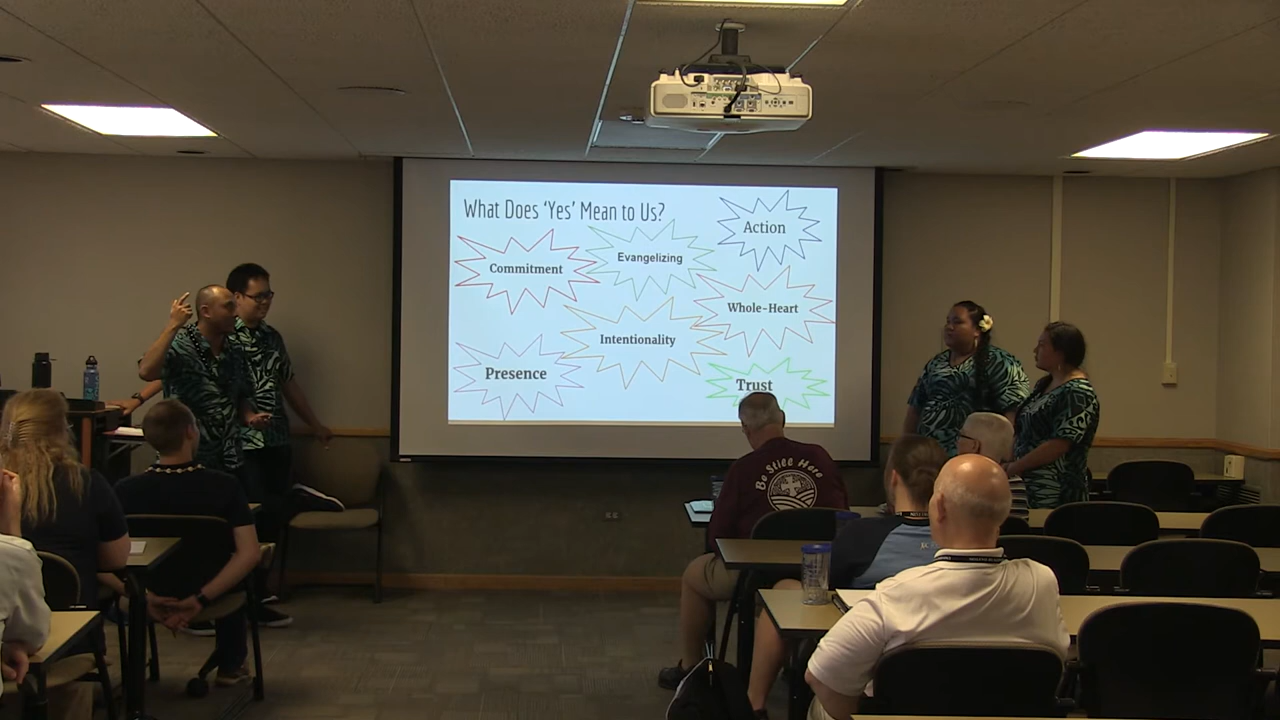 What Does ‘Yes’ Mean to Us?
Action
Commitment
Evangelizing
Whole-Heart
Intentionality
Presence
Trust
Be Still Here